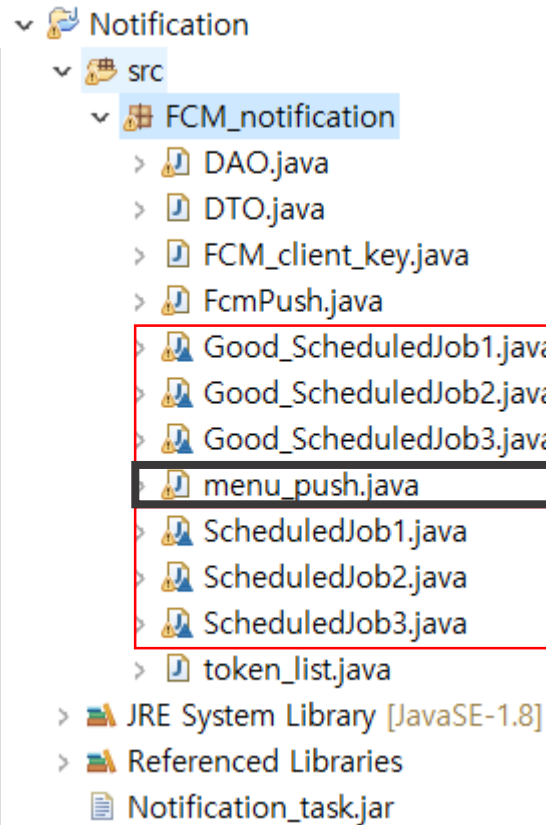 Notification
src
FCM_notification
DAO.java
DTO.java
FCM_client_key.java
FcmPush.java
Good_ScheduledJob1.java
Good_ScheduledJob2.java
Good_ScheduledJob3.java
menu_push.java
ScheduledJob1.java
ScheduledJob2.java
ScheduledJob3.java
token_list.java
JRE System Library [JavaSE-1.8]
Referenced Libraries
Notification_task.jar